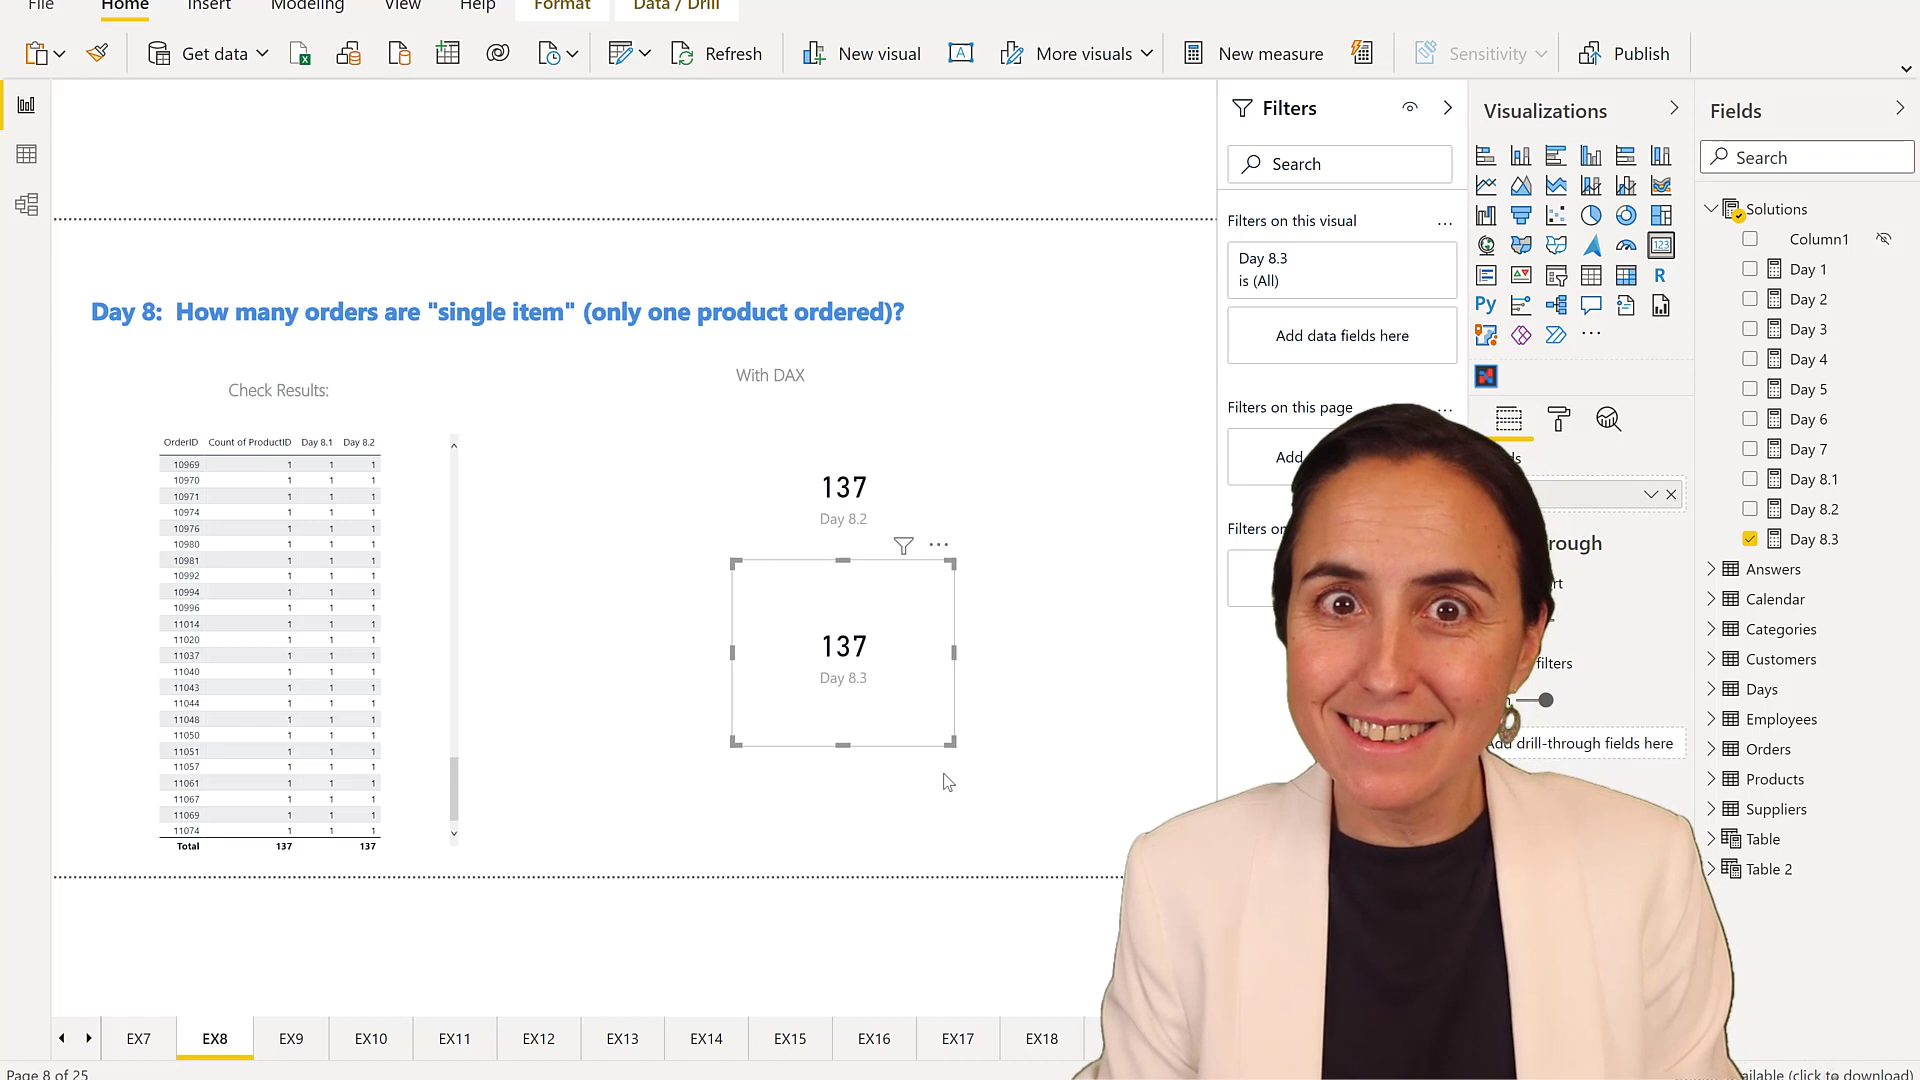 File Home Insert Modeling View Help Format Data / Drill
Get data Refresh New visual More visuals New measure Sensitivity Publish
Filters
Search
Filters on this visual ...
Day 8.3
is (All)
Add data fields here
Filters on this page ...
Add
Filters
Visualizations
R
Py
123
rough
filters
Add drill-through fields here
Fields
Search
Solutions
Column1
Day 1
Day 2
Day 3
Day 4
Day 5
Day 6
Day 7
Day 8.1
Day 8.2
Day 8.3
Answers
Calendar
Categories
Customers
Days
Employees
Orders
Products
Suppliers
Table
Table 2
Day 8: How many orders are "single item" (only one product ordered)?
Check Results:
With DAX
OrderID Count of ProductID Day 8.1 Day 8.2
10969 1 1 1
10970 1 1 1
10971 1 1 1
10974 1 1 1
10976 1 1 1
10980 1 1 1
10981 1 1 1
10992 1 1 1
10994 1 1 1
10996 1 1 1
11014 1 1 1
11020 1 1 1
11037 1 1 1
11040 1 1 1
11043 1 1 1
11044 1 1 1
11048 1 1 1
11050 1 1 1
11051 1 1 1
11057 1 1 1
11061 1 1 1
11067 1 1 1
11069 1 1 1
11074 1 1 1
Total 137 137
137
Day 8.2
137
Day 8.3
EX7 EX8 EX9 EX10 EX11 EX12 EX13 EX14 EX15 EX16 EX17 EX18
Page 8 of 25
(click to download)